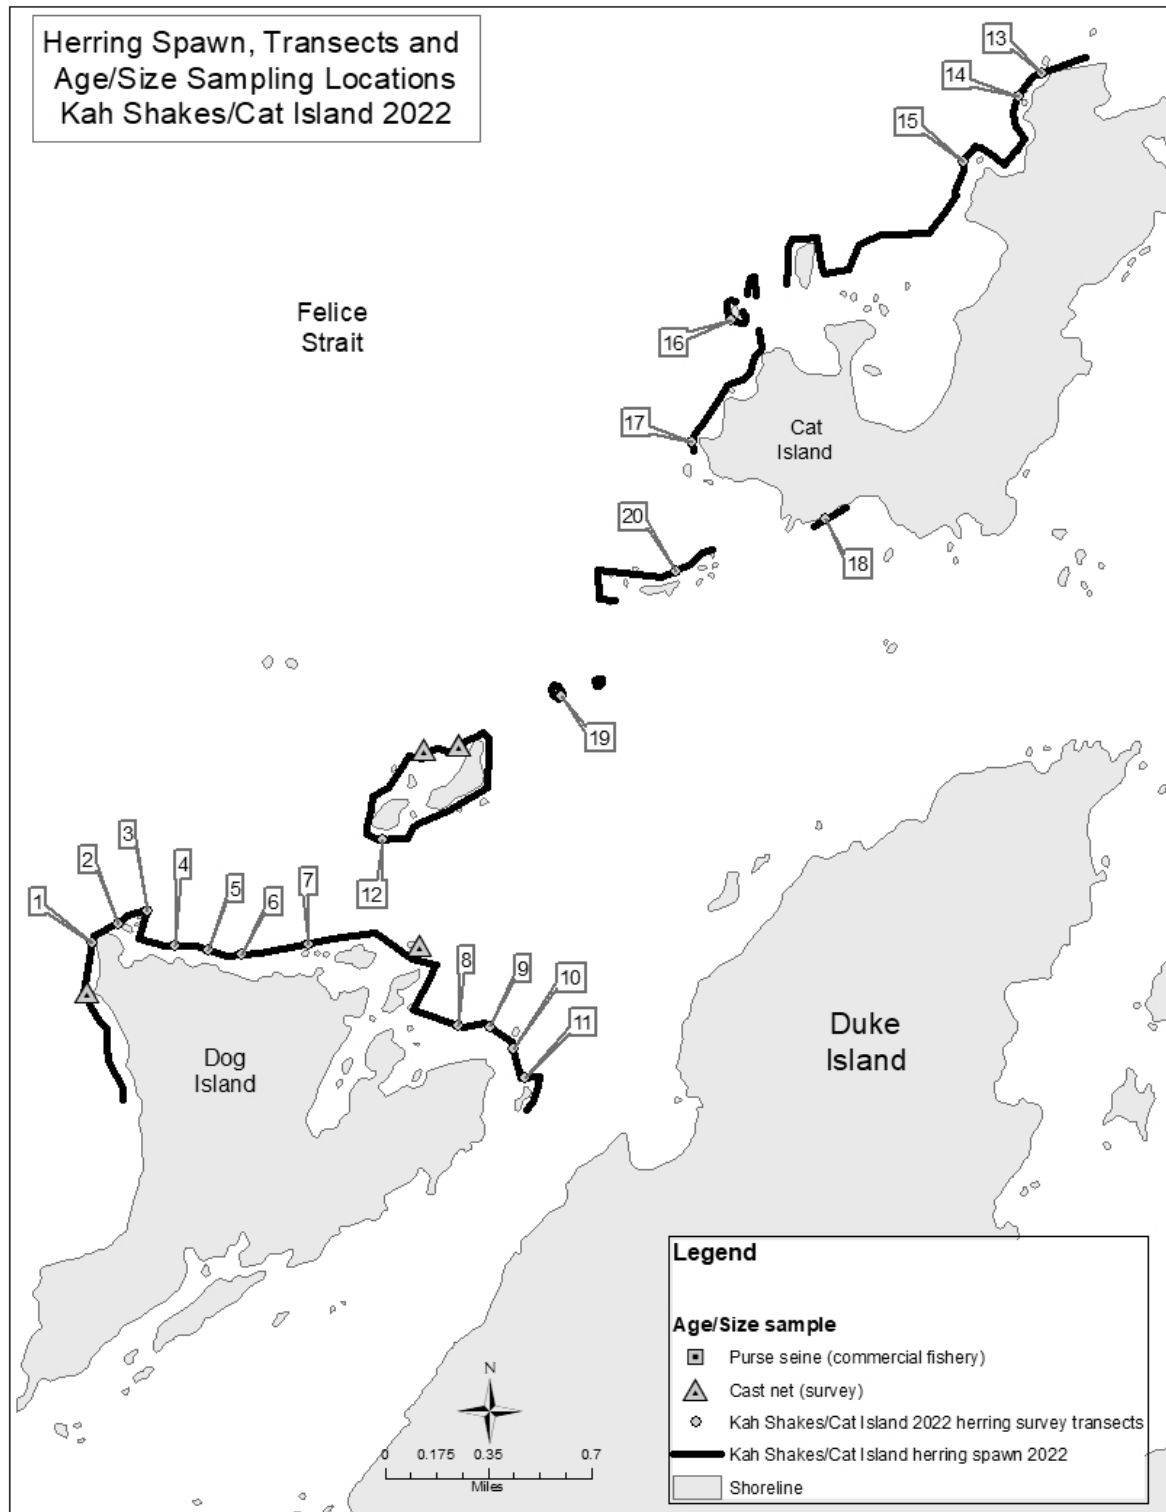 Herring Spawn, Transects and
Age/Size Sampling Locations
Kah Shakes/Cat Island 2022
13
14
15
Felice
Strait
16
17
Cat
Island
20
18
19
3
2
4
7
1
5
6
12
8
9
10
11
Duke
Island
Dog
Island
Legend
Age/Size sample
Purse seine (commercial fishery)
Cast net (survey)
Kah Shakes/Cat Island 2022 herring survey transects
Kah Shakes/Cat Island herring spawn 2022
Shoreline
N
0 0.175 0.35 0.7
Miles